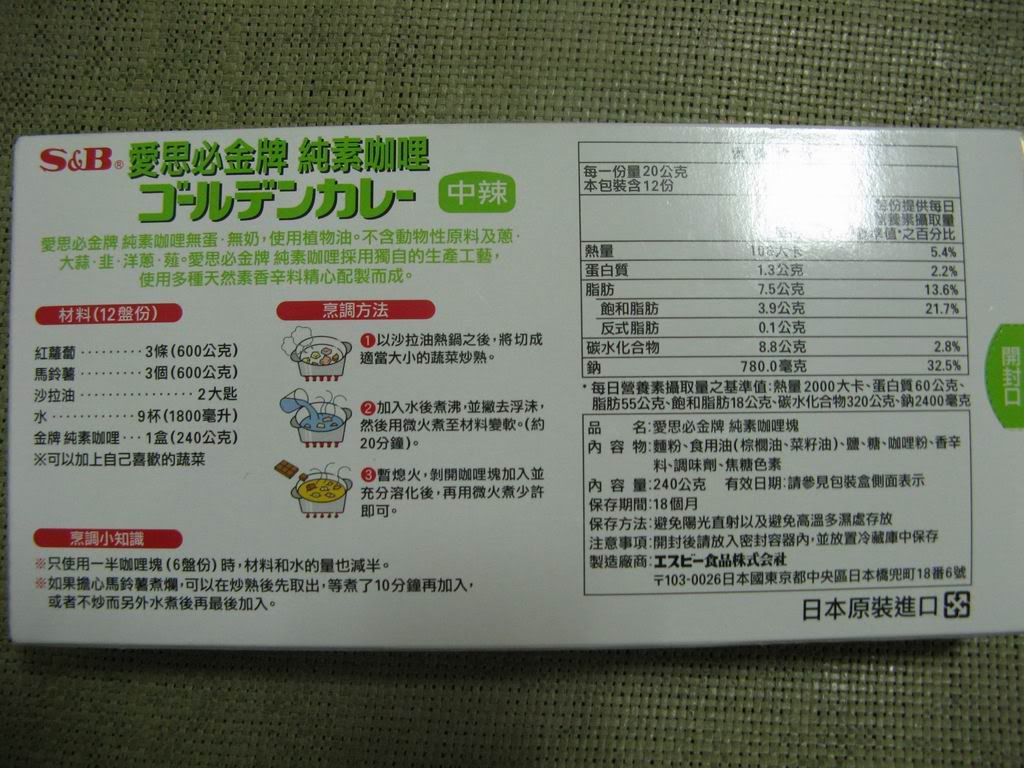 S&B® 愛思必金牌 純素咖哩
ゴールデンカレー 中辣
愛思必金牌 純素咖哩無蛋·無奶,使用植物油。不含動物性原料及蔥·
大蒜·韭·洋蔥·薤。愛思必金牌 純素咖哩採用獨自的生產工藝,
使用多種天然素香辛料精心配製而成。
材料(12盤份)
紅蘿蔔·········3條(600公克)
馬鈴薯·········3個(600公克)
沙拉油················2大匙
水··········9杯(1800毫升)
金牌 純素咖哩···1盒(240公克)
※可以加上自己喜歡的蔬菜
烹調方法
1以沙拉油熱鍋之後,將切成
適當大小的蔬菜炒熟。
2加入水後煮沸,並撇去浮沫,
然後用微火煮至材料變軟。(約
20分鐘)。
3暫熄火,剝開咖哩塊加入並
充分溶化後,再用微火煮少許
即可。
烹調小知識
※只使用一半咖哩塊(6盤份)時,材料和水的量也減半。
※如果擔心馬鈴薯煮爛,可以在炒熟後先取出,等煮了10分鐘再加入,
或者不炒而另外水煮後再最後加入。
每一份量20公克
本包裝含12份
每份提供每日
營養素攝取量
基準值*之百分比
熱量 大卡 5.4%
蛋白質 1.3公克 2.2%
脂肪 7.5公克 13.6%
飽和脂肪 3.9公克 21.7%
反式脂肪 0.1公克
碳水化合物 8.8公克 2.8%
鈉 780.0毫克 32.5%
*每日營養素攝取量之基準值:熱量2000大卡、蛋白質60公克、
脂肪55公克、飽和脂肪18公克、碳水化合物320公克、鈉2400毫克
品 名:愛思必金牌 純素咖哩塊
內 容 物:麵粉、食用油(棕櫚油、菜籽油)、鹽、糖、咖哩粉、香辛
料、調味劑、焦糖色素
內 容 量:240公克 有效日期:請參見包裝盒側面表示
保存期間:18個月
保存方法:避免陽光直射以及避免高溫多濕處存放
注意事項:開封後請放入密封容器內,並放置冷藏庫中保存
製造廠商:エスビー食品株式会社
〒103-0026日本國東京都中央區日本橋兜町18番6號
日本原裝進口
開封口